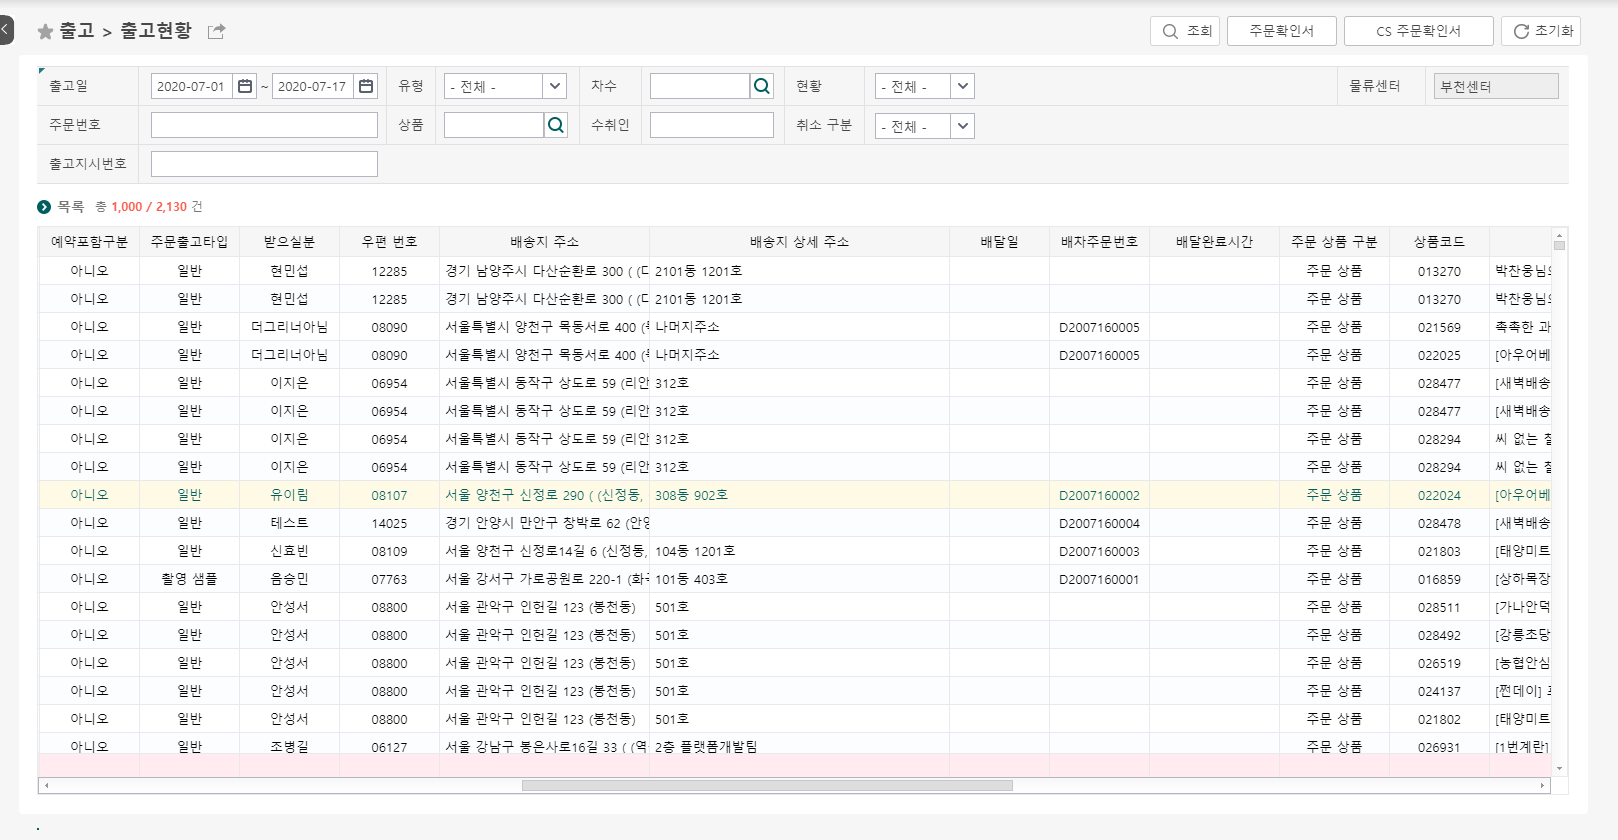 출고 > 출고현황
조회
주문확인서
CS 주문확인서
초기화
출고일 2020-07-01 ~ 2020-07-17 유형 - 전체 - 차수 현황 - 전체 - 물류센터 부천센터
주문번호 상품 수취인 취소 구분 - 전체 -
출고지시번호
목록 총 1,000 / 2,130 건
예약포함구분 주문출고타입 받으실분 우편 번호 배송지 주소 배송지 상세 주소 배달일 배차주문번호 배달완료시간 주문 상품 구분 상품코드
아니오 일반 현민섭 12285 경기 남양주시 다산순환로 300 ( (다 2101동 1201호 주문 상품 013270 박찬웅님의
아니오 일반 현민섭 12285 경기 남양주시 다산순환로 300 ( (다 2101동 1201호 주문 상품 013270 박찬웅님의
아니오 일반 더그리너아님 08090 서울특별시 양천구 목동서로 400 ( 나머지주소 D2007160005 주문 상품 021569 촉촉한 과
아니오 일반 더그리너아님 08090 서울특별시 양천구 목동서로 400 ( 나머지주소 D2007160005 주문 상품 022025 [아우어베
아니오 일반 이지은 06954 서울특별시 동작구 상도로 59 (리안 312호 주문 상품 028477 [새벽배송
아니오 일반 이지은 06954 서울특별시 동작구 상도로 59 (리안 312호 주문 상품 028477 [새벽배송
아니오 일반 이지은 06954 서울특별시 동작구 상도로 59 (리안 312호 주문 상품 028294 씨 없는
아니오 일반 이지은 06954 서울특별시 동작구 상도로 59 (리안 312호 주문 상품 028294 씨 없는
아니오 일반 유이림 08107 서울 양천구 신정로 290 ( (신정동, 308동 902호 D2007160002 주문 상품 022024 [아우어베
아니오 일반 테스트 14025 경기 안양시 만안구 창박로 62 (안양 D2007160004 주문 상품 028478 [새벽배송
아니오 일반 신효빈 08109 서울 양천구 신정로14길 6 (신정동, 104동 1201호 D2007160003 주문 상품 021803 [태양미트
아니오 촬영 샘플 음승민 07763 서울 강서구 가로공원로 220-1 (화곡 101동 403호 D2007160001 주문 상품 016859 [상하목장
아니오 일반 안성서 08800 서울 관악구 인헌길 123 (봉천동) 501호 주문 상품 028511 [가나안덕
아니오 일반 안성서 08800 서울 관악구 인헌길 123 (봉천동) 501호 주문 상품 028492 [강릉초당
아니오 일반 안성서 08800 서울 관악구 인헌길 123 (봉천동) 501호 주문 상품 026519 [농협안심
아니오 일반 안성서 08800 서울 관악구 인헌길 123 (봉천동) 501호 주문 상품 024137 [쩐데이]
아니오 일반 안성서 08800 서울 관악구 인헌길 123 (봉천동) 501호 주문 상품 021802 [태양미트
아니오 일반 조병길 06127 서울 강남구 봉은사로16길 33 ( (역 2층 플랫폼개발팀 주문 상품 026931 [1번계란]